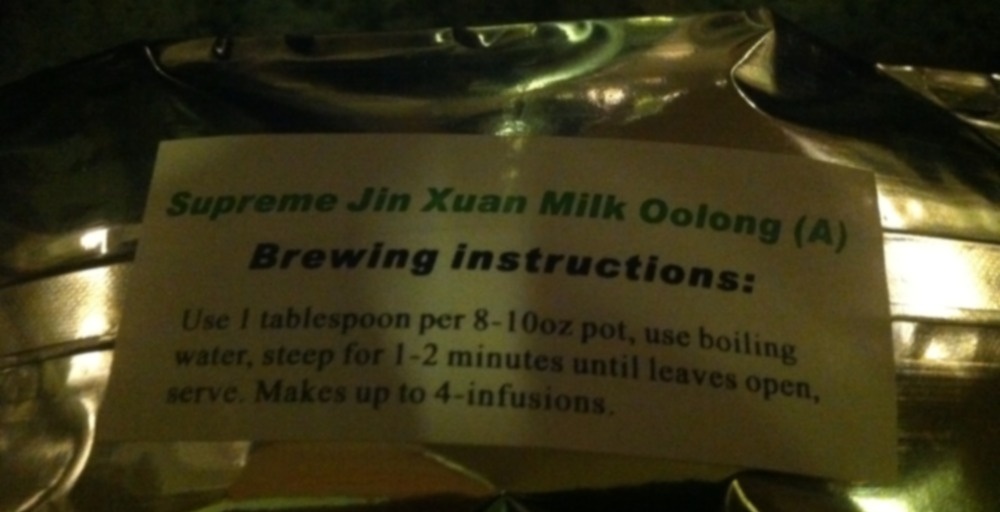 Supreme Jin Xuan Milk Oolong (A)
Brewing instructions:
Use 1 tablespoon per 8-10oz pot, use boiling
water, steep for 1-2 minutes until leaves open,
serve. Makes up to 4-infusions.